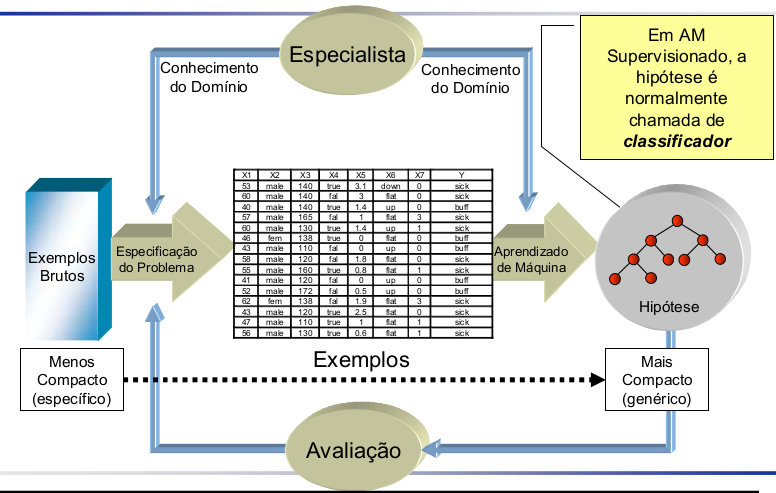 Especialista
Em AM
Supervisionado, a
hipótese é
normalmente
chamada de
classificador
Conhecimento
do Domínio
Conhecimento
do Domínio
Exemplos
Brutos
Especificação
do Problema
X1 X2 X3 X4 X5 X6 X7 Y
53 male 140 true 3.1 down 0 sick
60 male 140 fal 3 flat 0 sick
40 male 140 true 1.4 up 0 buff
57 male 165 fal 1 flat 3 sick
60 male 130 true 1.4 up 1 sick
46 fem 138 true 0 flat 0 buff
43 male 110 fal 0 up 0 buff
58 male 120 fal 1.8 flat 0 sick
55 male 160 true 0.8 flat 1 sick
41 male 120 fal 0 up 0 buff
52 male 172 fal 0.5 up 0 buff
62 fem 138 fal 1.9 flat 3 sick
43 male 120 true 2.5 flat 0 sick
47 male 110 true 1 flat 1 sick
56 male 130 true 0.6 flat 1 sick
Aprendizado
de Máquina
Hipótese
Exemplos
Menos
Compacto
(específico)
Mais
Compacto
(genérico)
Avaliação